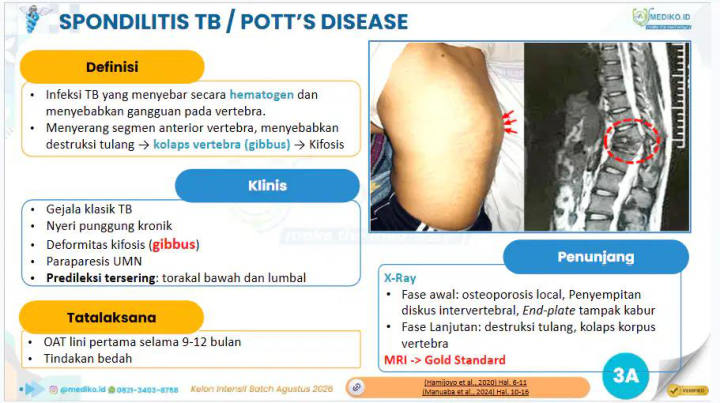 SPONDILITIS TB / POTT'S DISEASE
MEDIKO.ID
Definisi
• Infeksi TB yang menyebar secara hematogen dan
menyebabkan gangguan pada vertebra.
• Menyerang segmen anterior vertebra, menyebabkan
destruksi tulang → kolaps vertebra (gibbus) → Kifosis
Klinis
• Gejala klasik TB
• Nyeri punggung kronik
• Deformitas kifosis (gibbus)
• Paraparesis UMN
• Predileksi tersering: torakal bawah dan lumbal
Tatalaksana
• OAT lini pertama selama 9-12 bulan
• Tindakan bedah
Penunjang
X-Ray
• Fase awal: osteoporosis local, Penyempitan
diskus intervertebral, End-plate tampak kabur
• Fase Lanjutan: destruksi tulang, kolaps korpus
vertebra
MRI -> Gold Standard
3A
@mediko.id 0821-3403-8758 Kelon Intensif Batch Agustus 2026
(Hamijoyo et al., 2020) Hal. 6-11
(Manuaba et al., 2024) Hal. 10-16
VERIFIED